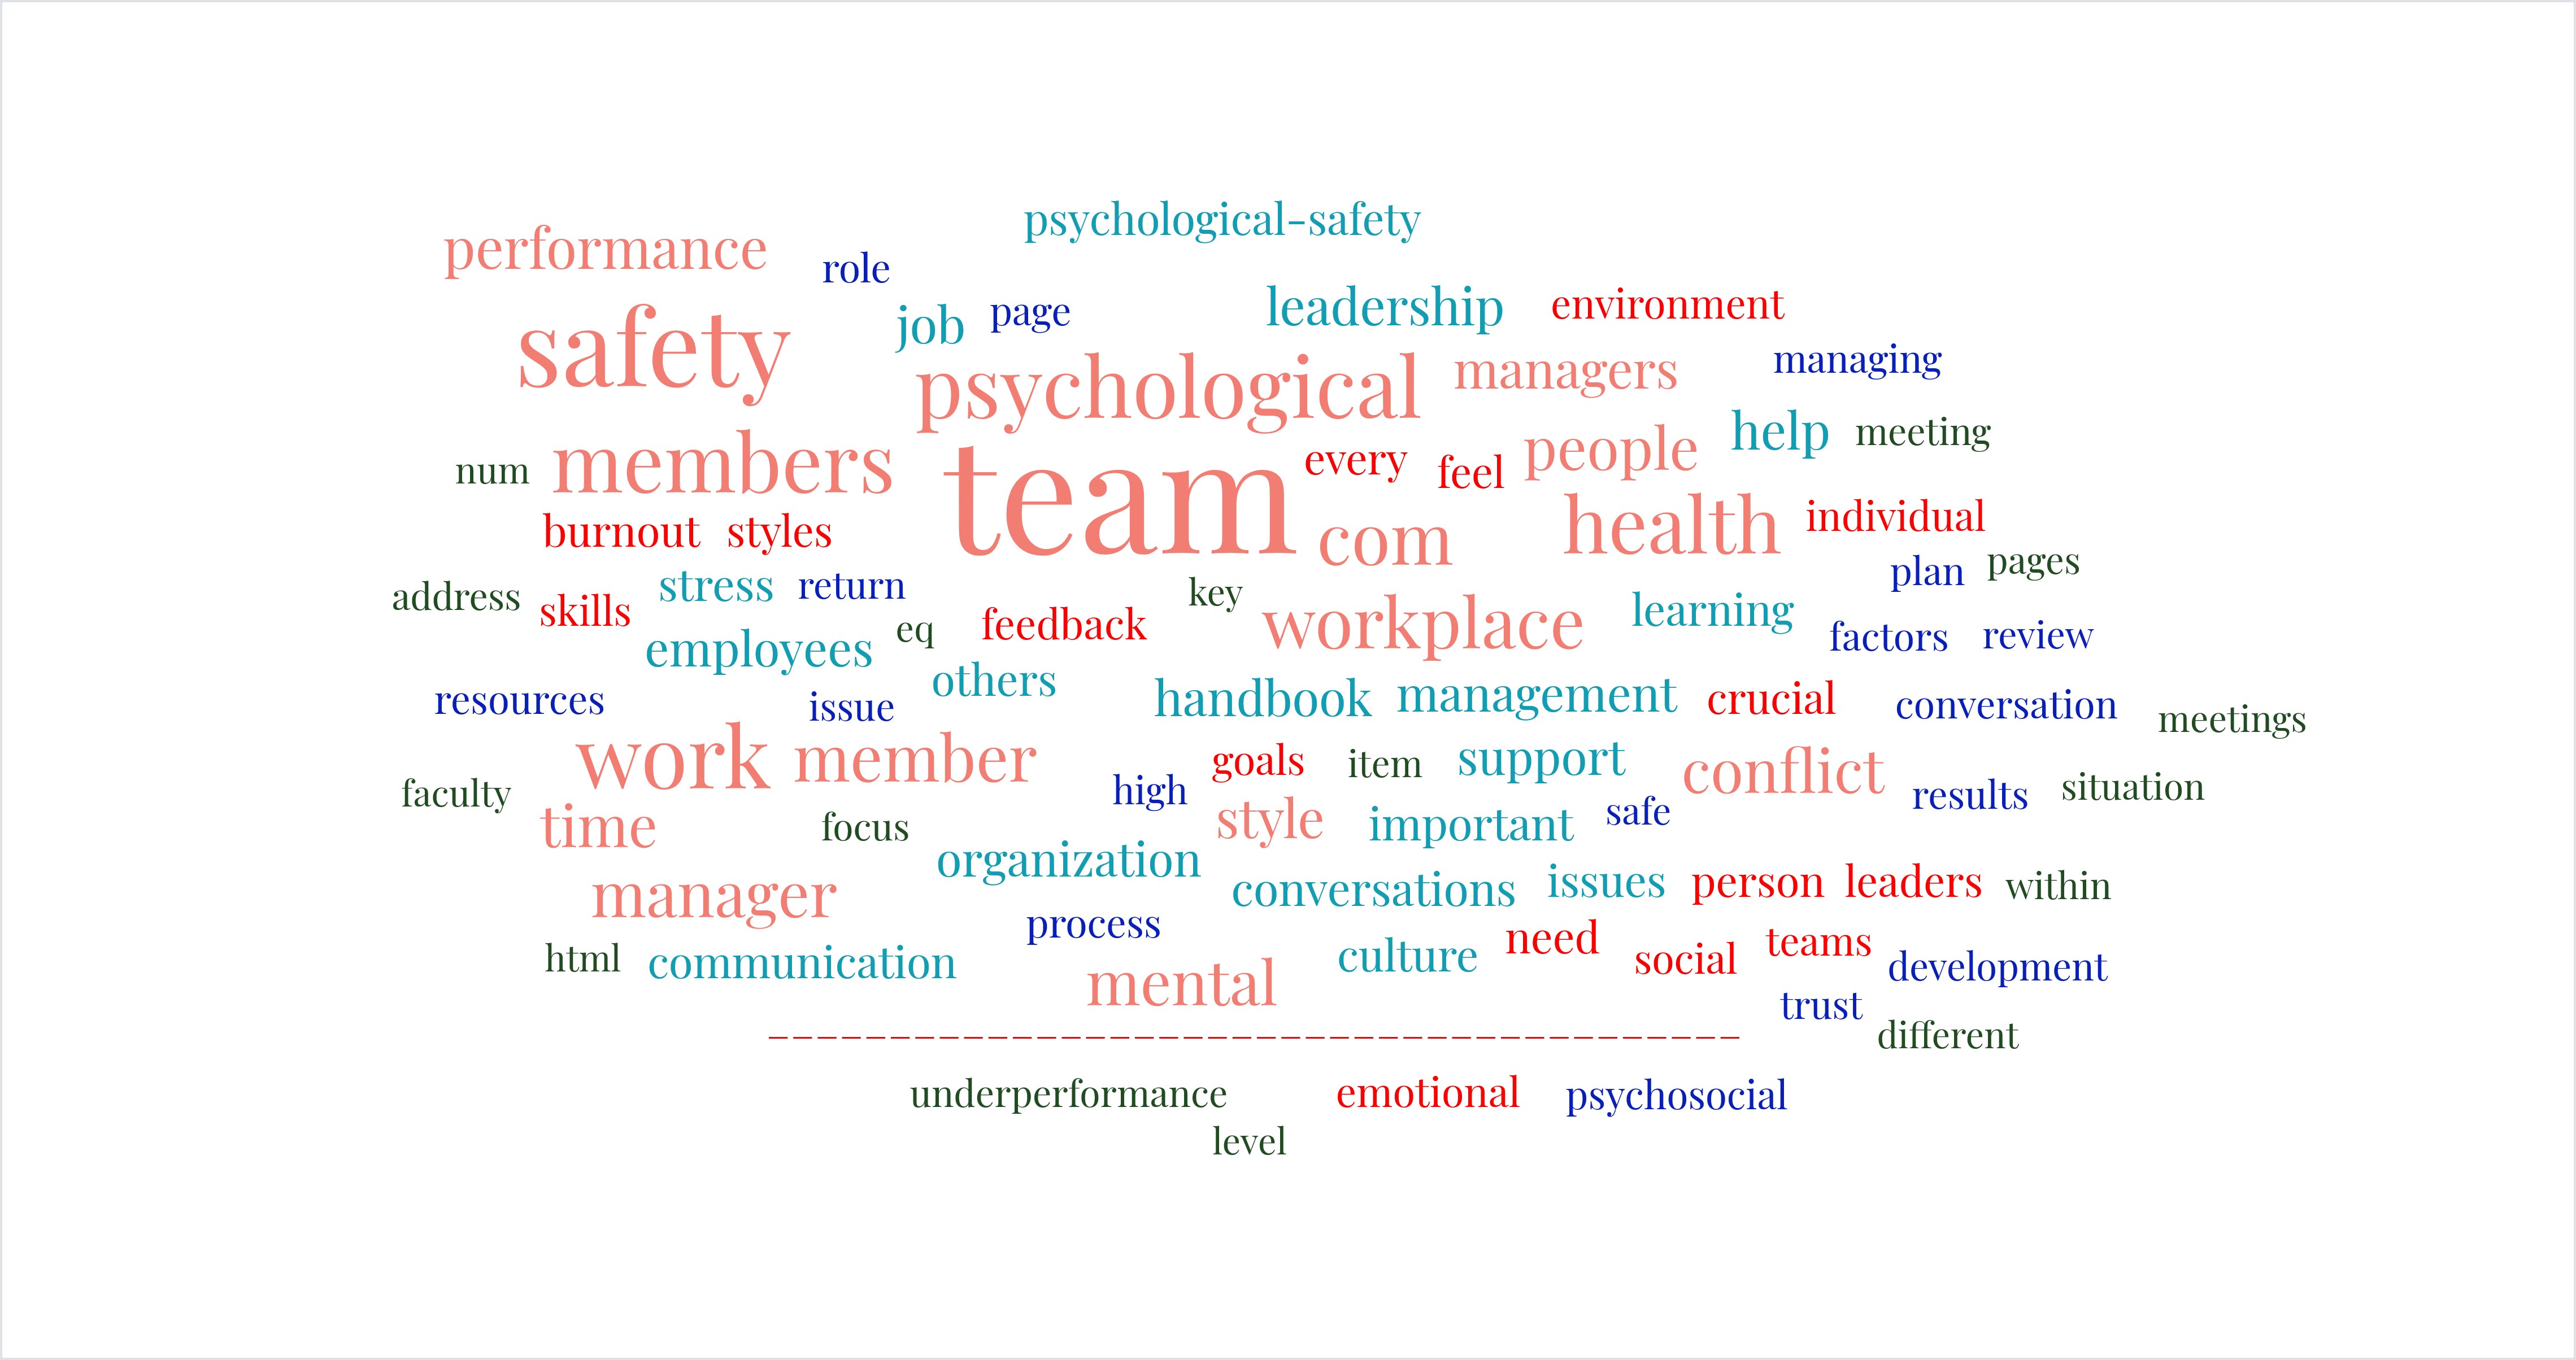 psychological-safety
performance
role
job
page
leadership
environment
safety
psychological
managers
managing
members
num
team
every
feel
people
help
meeting
burnout
styles
com
health
individual
address
skills
stress
return
key
plan
pages
employees
eq
feedback
workplace
learning
factors
review
resources
issue
others
handbook
management
crucial
conversation
meetings
work
member
goals
item
support
conflict
faculty
high
results
situation
time
focus
style
important
safe
organization
manager
conversations
issues
person
leaders
within
process
html
communication
mental
culture
need
social
teams
development
trust
________________________________________
different
underperformance
emotional
psychosocial
level